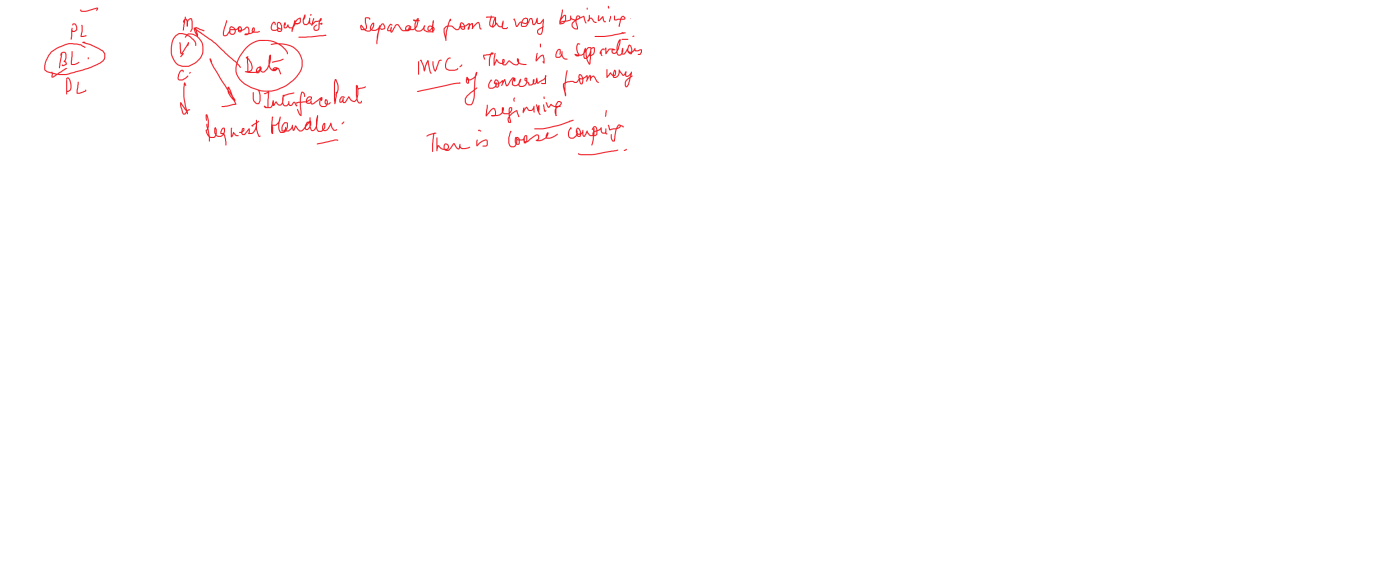 PL
BL.
DL
M
V
C.
loose coupling
Data
UInterface Part
Request Handler.
Separated from the very beginning
MVC. There is a separation
of concerns from very
beginning
There is loose coupling.